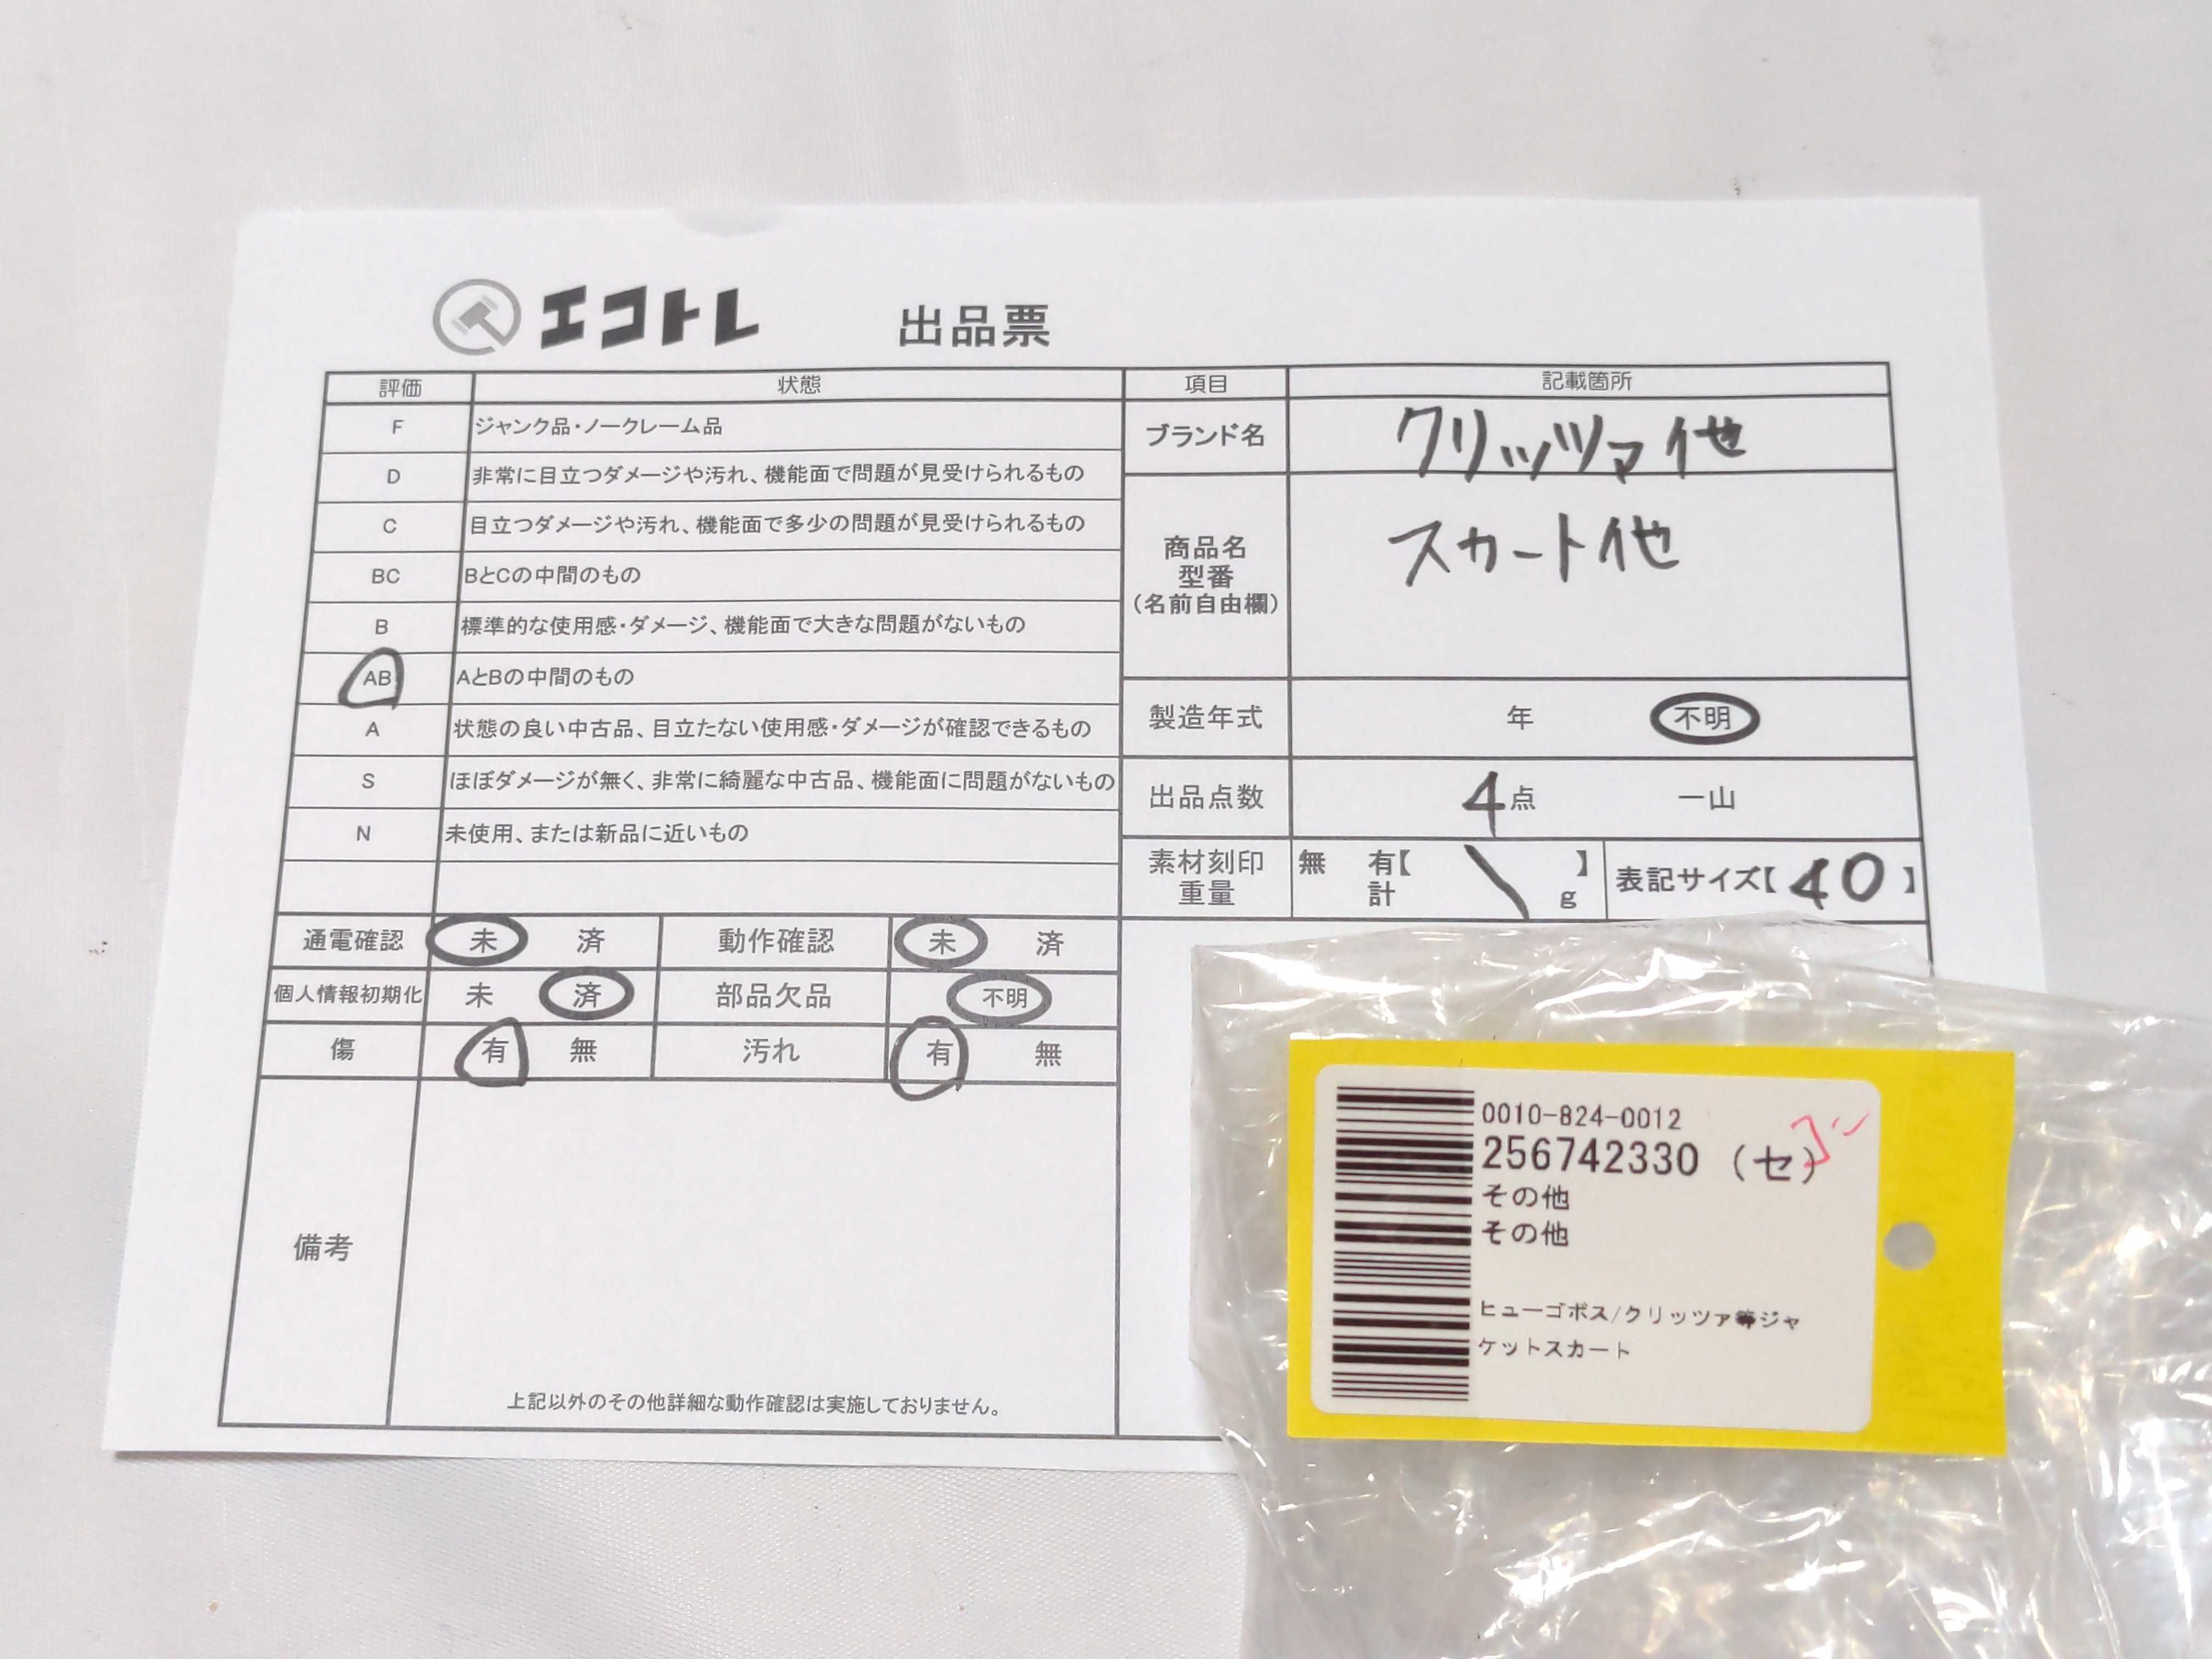 エコトレ 出品票
評価 状態 項目 記載箇所
F ジャンク品・ノークレーム品
D 非常に目立つダメージや汚れ、機能面で問題が見受けられるもの
C 目立つダメージや汚れ、機能面で多少の問題が見受けられるもの
BC BとCの中間のもの
B 標準的な使用感・ダメージ、機能面で大きな問題がないもの
AB AとBの中間のもの
A 状態の良い中古品、目立たない使用感・ダメージが確認できるもの
S ほぼダメージが無く、非常に綺麗な中古品、機能面に問題がないもの
N 未使用、または新品に近いもの
ブランド名 クリッツァ他
商品名
型番
(名前自由欄)
スカート他
製造年式 年 不明
出品点数 4点 一山
素材刻印 無 有【 】
重量 計 g
表記サイズ【40】
通電確認 未 済 動作確認 未 済
個人情報初期化 未 済 部品欠品 不明
傷 有 無 汚れ 有 無
備考
上記以外のその他詳細な動作確認は実施しておりません。
0010-824-0012
256742330 (セ)
その他
その他
ヒューゴボス/クリッツァ等ジャ
ケットスカート